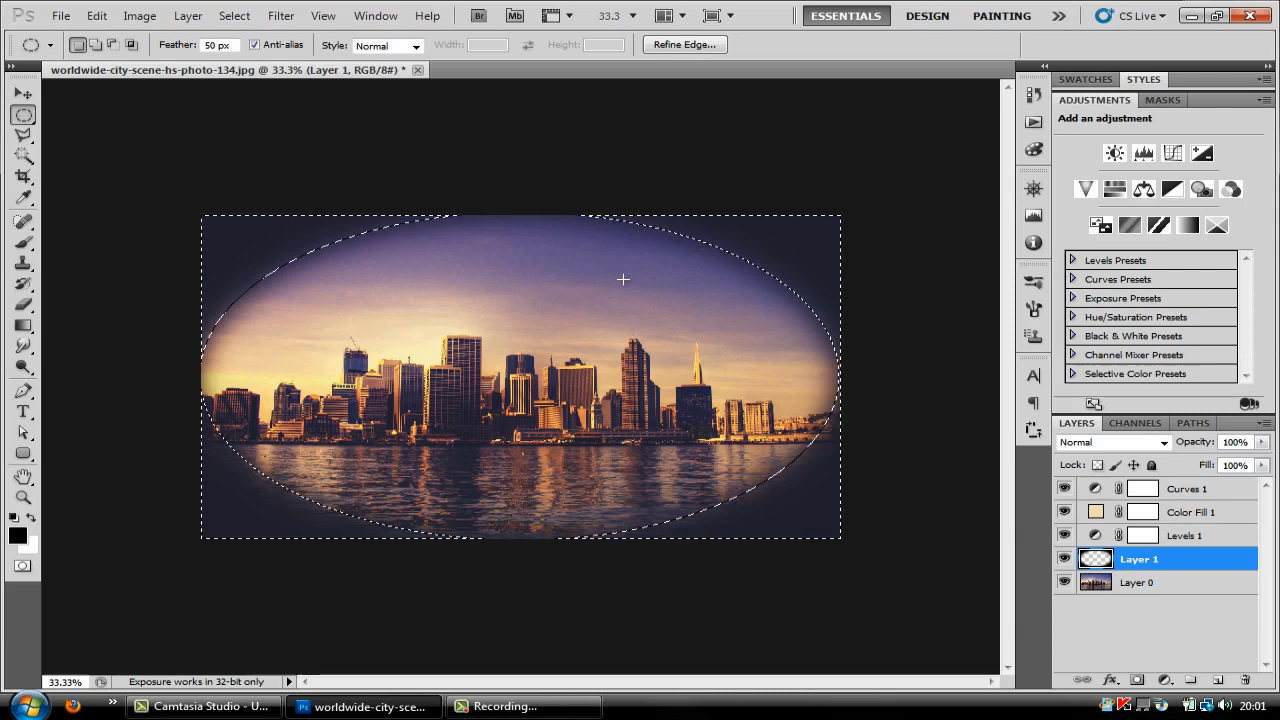 Ps File Edit Image Layer Select Filter View Window Help Br Mb 33.3 ESSENTIALS DESIGN PAINTING CS Live
Feather: 50 px Anti-alias Style: Normal Width: Height: Refine Edge...
worldwide-city-scene-hs-photo-134.jpg @ 33.3% (Layer 1, RGB/8#) *
SWATCHES STYLES
ADJUSTMENTS MASKS
Add an adjustment
Levels Presets
Curves Presets
Exposure Presets
Hue/Saturation Presets
Black & White Presets
Channel Mixer Presets
Selective Color Presets
LAYERS CHANNELS PATHS
Normal Opacity: 100%
Lock: Fill: 100%
Curves 1
Color Fill 1
Levels 1
Layer 1
Layer 0
33.33% Exposure works in 32-bit only
Camtasia Studio - U... Ps worldwide-city-sce... Recording... 20:01